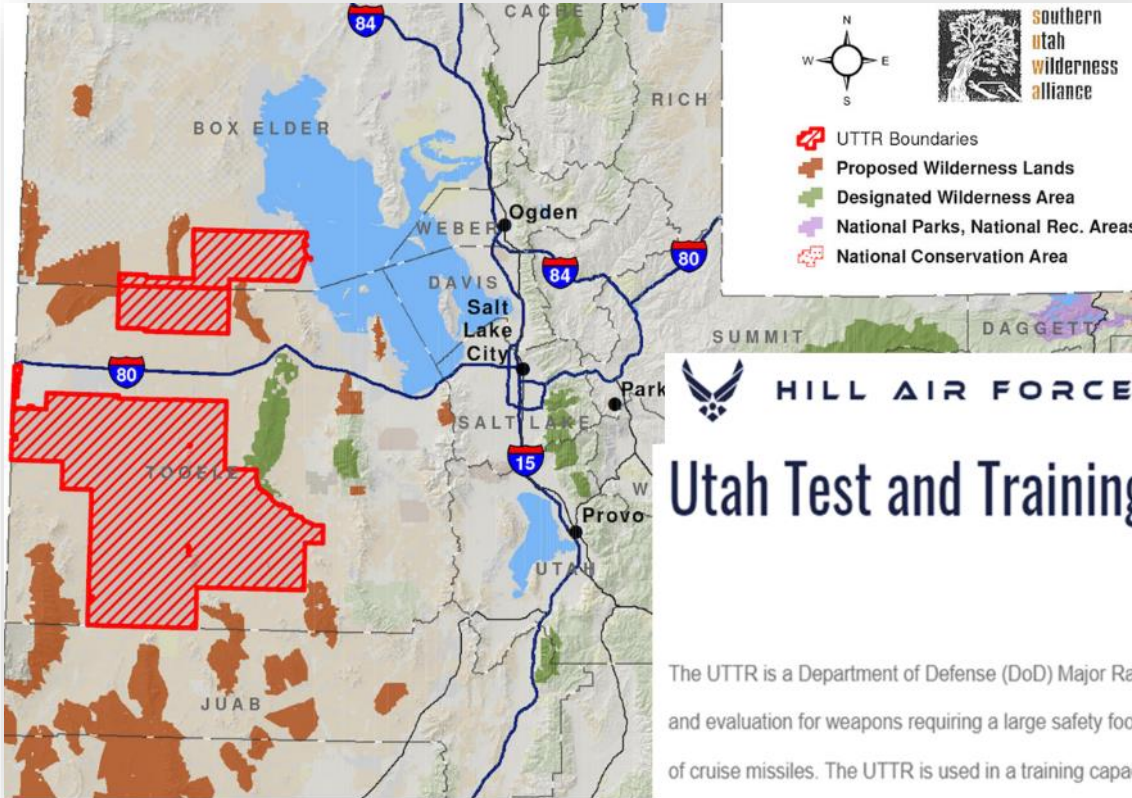 CACHE
84
RICH
BOX ELDER
Ogden
WEBER
84
80
DAVIS
Salt
Lake
City
SUMMIT
DAGGETT
80
Park
SALT LAKE
TOOELE
15
Provo
UTAH
JUAB
N
W E
S
southern
utah
wilderness
alliance
UTTR Boundaries
Proposed Wilderness Lands
Designated Wilderness Area
National Parks, National Rec. Areas
National Conservation Area
HILL AIR FORCE
Utah Test and Training
The UTTR is a Department of Defense (DoD) Major Ra
and evaluation for weapons requiring a large safety foo
of cruise missiles. The UTTR is used in a training capa